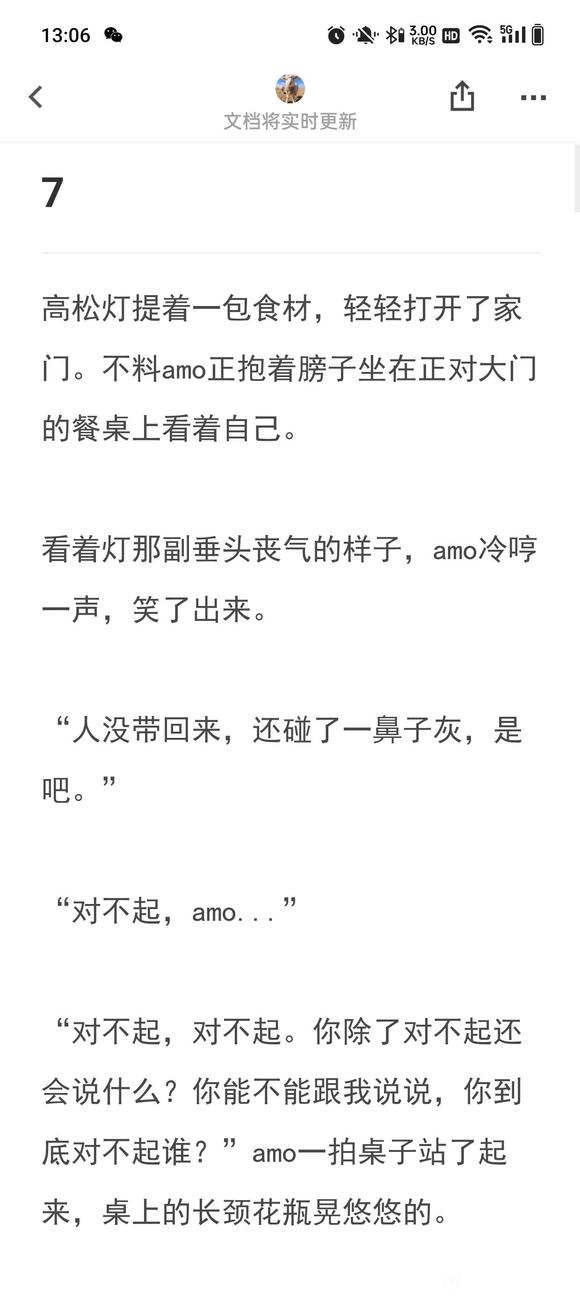 13:06
3.00
KB/S
HD
5G
文档将实时更新
7
高松灯提着一包食材，轻轻打开了家
门。不料amo正抱着膀子坐在正对大门
的餐桌上看着自己。
看着灯那副垂头丧气的样子，amo冷哼
一声，笑了出来。
“人没带回来，还碰了一鼻子灰，是
吧。”
“对不起，amo...”
“对不起，对不起。你除了对不起还
会说什么？你能不能跟我说说，你到
底对不起谁？”amo一拍桌子站了起
来，桌上的长颈花瓶晃悠悠的。